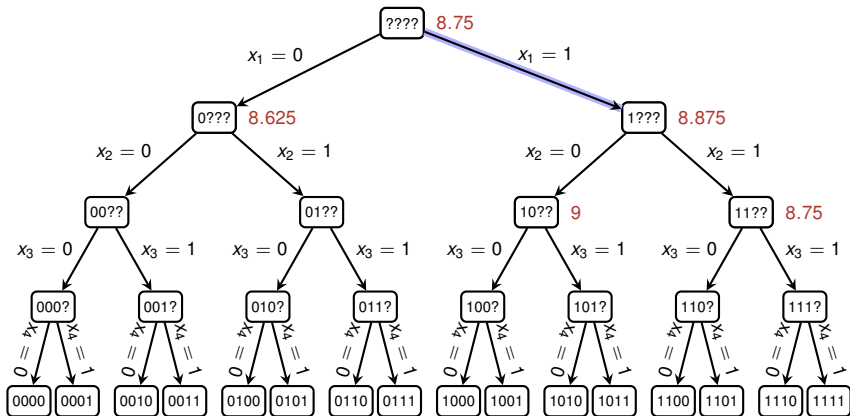 ???? 8.75
x₁ = 0 x₁ = 1
0??? 8.625 1??? 8.875
x₂ = 0 x₂ = 1 x₂ = 0 x₂ = 1
00?? 01?? 10?? 9 11?? 8.75
x₃ = 0 x₃ = 1 x₃ = 0 x₃ = 1 x₃ = 0 x₃ = 1 x₃ = 0 x₃ = 1
000? 001? 010? 011? 100? 101? 110? 111?
x₄ = 0 x₄ = 1 x₄ = 0 x₄ = 1 x₄ = 0 x₄ = 1 x₄ = 0 x₄ = 1 x₄ = 0 x₄ = 1 x₄ = 0 x₄ = 1 x₄ = 0 x₄ = 1 x₄ = 0 x₄ = 1
0000 0001 0010 0011 0100 0101 0110 0111 1000 1001 1010 1011 1100 1101 1110 1111